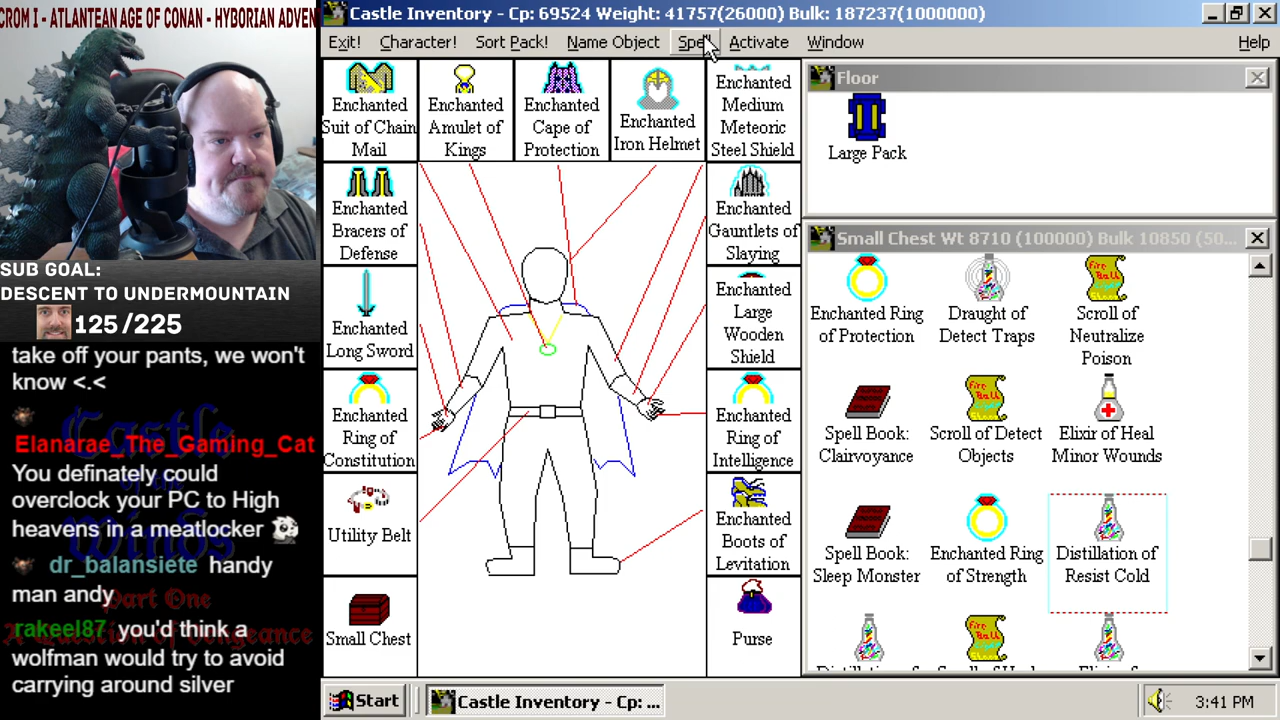 CROM I - ATLANTEAN AGE OF CONAN - HYBORIAN ADVEN
SUB GOAL:
DESCENT TO UNDERMOUNTAIN
125/225
take off your pants, we won't
know <.<
Elanarae_The_Gaming_Cat
You definately could
overclock your PC to High
heavens in a meatlocker
dr_balansiete handy
man andy
rakeel87 you'd think a
wolfman would try to avoid
carrying around silver
Castle
of the
Winds
Part One
A Question of Vengeance
Castle Inventory - Cp: 69524 Weight: 41757(26000) Bulk: 187237(1000000)
Exit! Character! Sort Pack! Name Object Spell Activate Window Help
Enchanted
Suit of Chain
Mail
Enchanted
Amulet of
Kings
Enchanted
Cape of
Protection
Enchanted
Iron Helmet
Enchanted
Medium
Meteoric
Steel Shield
Enchanted
Bracers of
Defense
Enchanted
Gauntlets of
Slaying
Enchanted
Long Sword
Enchanted
Large
Wooden
Shield
Enchanted
Ring of
Constitution
Enchanted
Ring of
Intelligence
Utility Belt
Enchanted
Boots of
Levitation
Small Chest
Purse
Floor
Large Pack
Small Chest Wt 8710 (100000) Bulk 10850 (50...
Enchanted Ring
of Protection
Draught of
Detect Traps
Scroll of
Neutralize
Poison
Spell Book:
Clairvoyance
Scroll of Detect
Objects
Elixir of Heal
Minor Wounds
Spell Book:
Sleep Monster
Enchanted Ring
of Strength
Distillation of
Resist Cold
Start
Castle Inventory - Cp: ...
3:41 PM